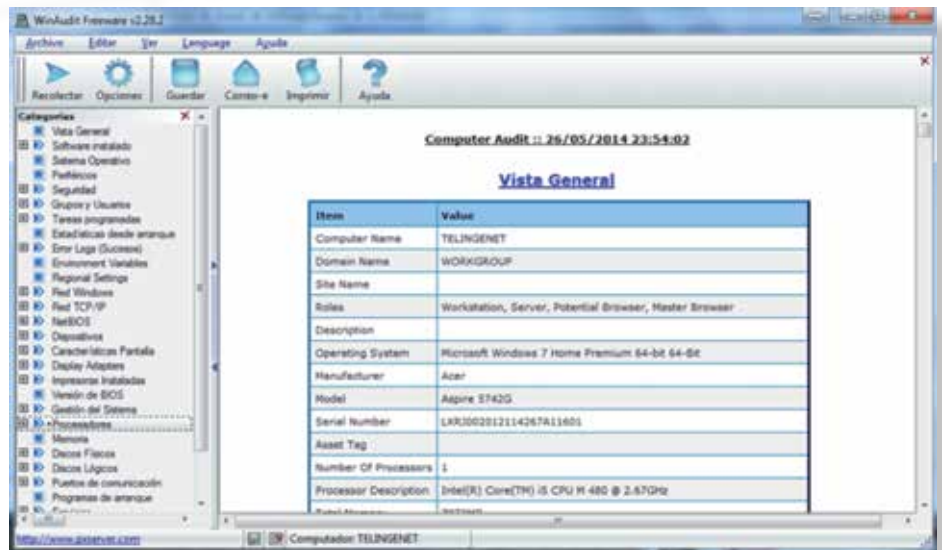 WinAudit Freeware v2.28.2
Archivo Editar Ver Language Ayuda
Recolectar Opciones Guardar Correo-e Imprimir Ayuda
Categorías
Vista General
Software instalado
Sistema Operativo
Periféricos
Seguridad
Grupos y Usuarios
Tareas programadas
Estadísticas desde arranque
Error Logs (Sucesos)
Environment Variables
Regional Settings
Red Windows
Red TCP/IP
NetBIOS
Dispositivos
Características Pantalla
Display Adapters
Impresoras Instaladas
Versión de BIOS
Gestión del Sistema
Procesadores
Memoria
Discos Físicos
Discos Lógicos
Puertos de comunicación
Programas de arranque
Computer Audit :: 26/05/2014 23:54:02
Vista General
Item Value
Computer Name TELINGENET
Domain Name WORKGROUP
Site Name
Roles Workstation, Server, Potential Browser, Master Browser
Description
Operating System Microsoft Windows 7 Home Premium 64-bit 64-Bit
Manufacturer Acer
Model Aspire 5742G
Serial Number
Asset Tag
Number Of Processors 1
Processor Description Intel(R) Core(TM) i5 CPU M 480 @ 2.67GHz
Total Memory
http://www.pxserver.com
Computador: TELINGENET